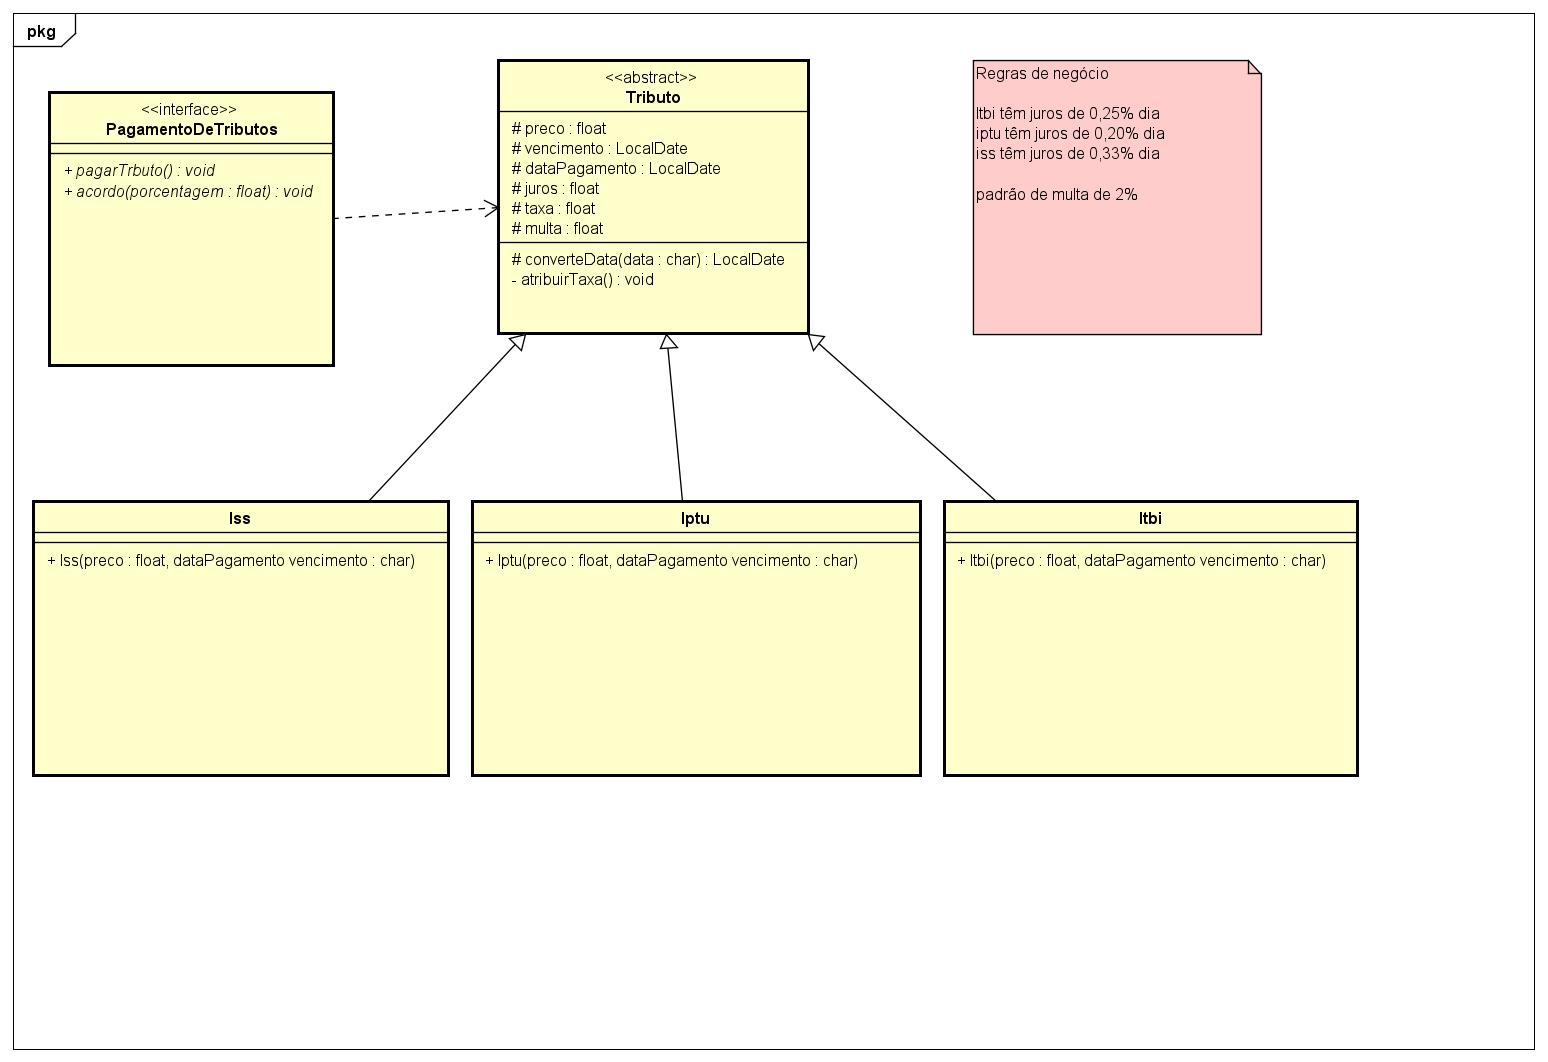 pkg
<<interface>>
PagamentoDeTributos
+ pagarTrbuto() : void
+ acordo(porcentagem : float) : void
<<abstract>>
Tributo
# preco : float
# vencimento : LocalDate
# dataPagamento : LocalDate
# juros : float
# taxa : float
# multa : float
# converteData(data : char) : LocalDate
- atribuirTaxa() : void
Regras de negócio
Itbi têm juros de 0,25% dia
iptu têm juros de 0,20% dia
iss têm juros de 0,33% dia
padrão de multa de 2%
Iss
+ Iss(preco : float, dataPagamento vencimento : char)
Iptu
+ Iptu(preco : float, dataPagamento vencimento : char)
Itbi
+ Itbi(preco : float, dataPagamento vencimento : char)